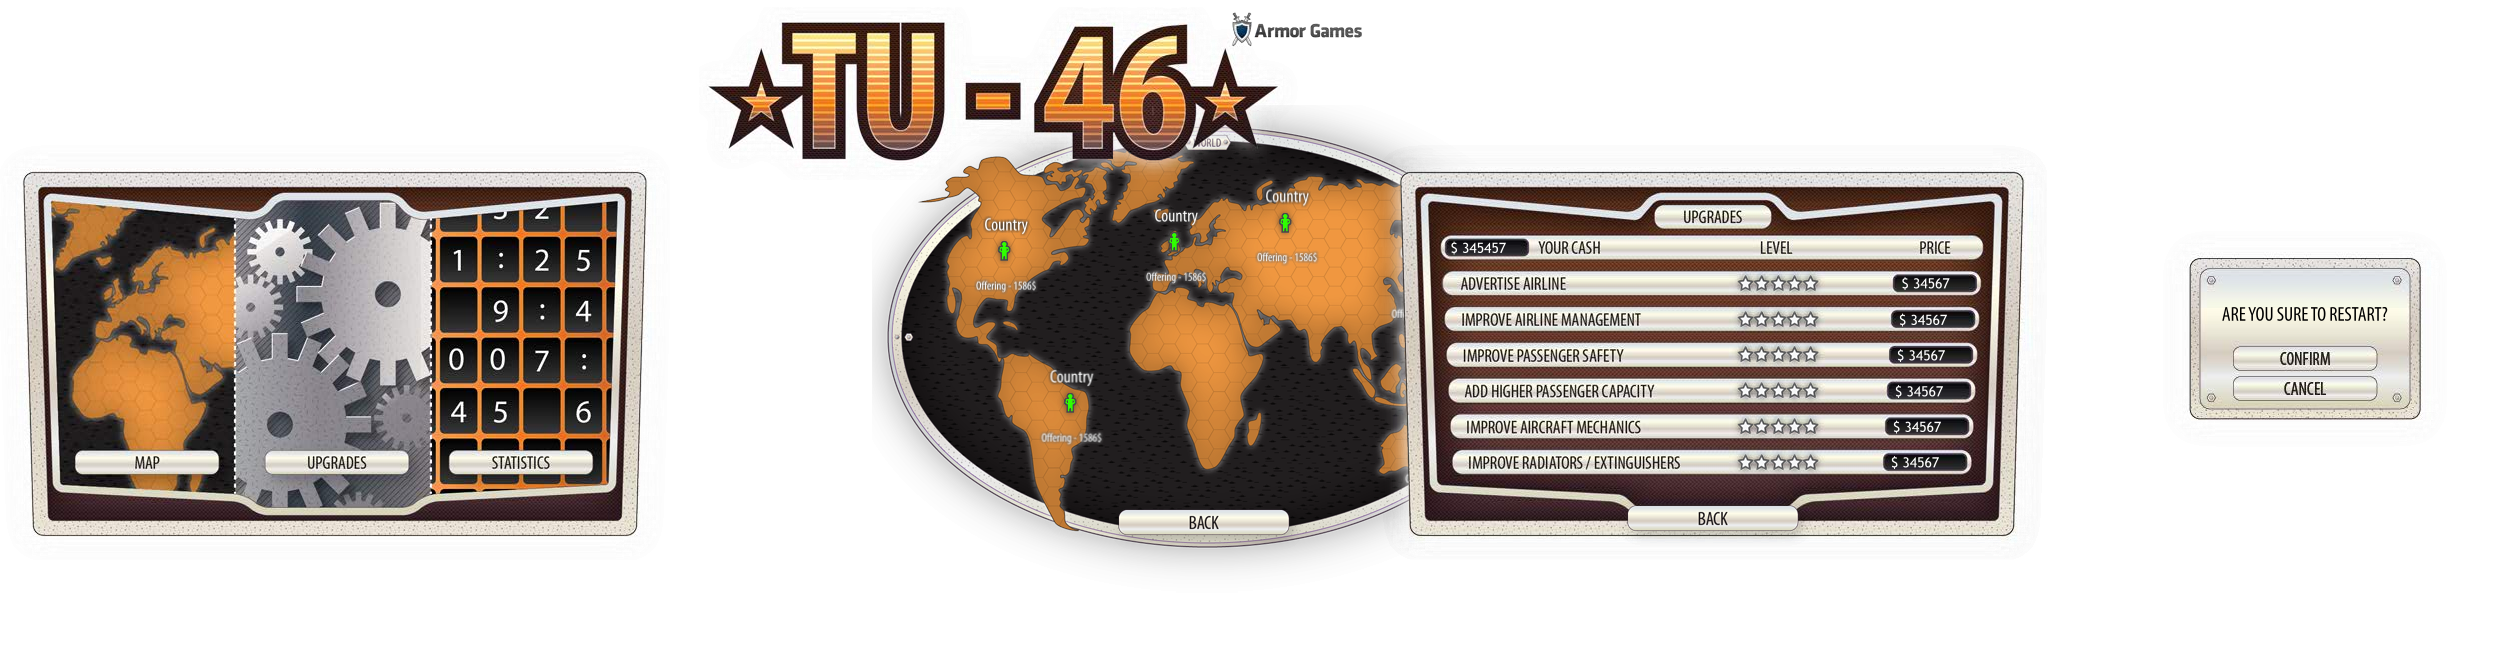 TU-46
Armor Games
3 2
1 : 2 5
9 : 4
0 0 7 :
4 5 6
MAP
UPGRADES
STATISTICS
Country
Offering - 1586$
Country
Offering - 1586$
Country
Offering - 1586$
Country
Offering - 1586$
BACK
UPGRADES
$ 345457 YOUR CASH LEVEL PRICE
ADVERTISE AIRLINE $ 34567
IMPROVE AIRLINE MANAGEMENT $ 34567
IMPROVE PASSENGER SAFETY $ 34567
ADD HIGHER PASSENGER CAPACITY $ 34567
IMPROVE AIRCRAFT MECHANICS $ 34567
IMPROVE RADIATORS / EXTINGUISHERS $ 34567
BACK
ARE YOU SURE TO RESTART?
CONFIRM
CANCEL